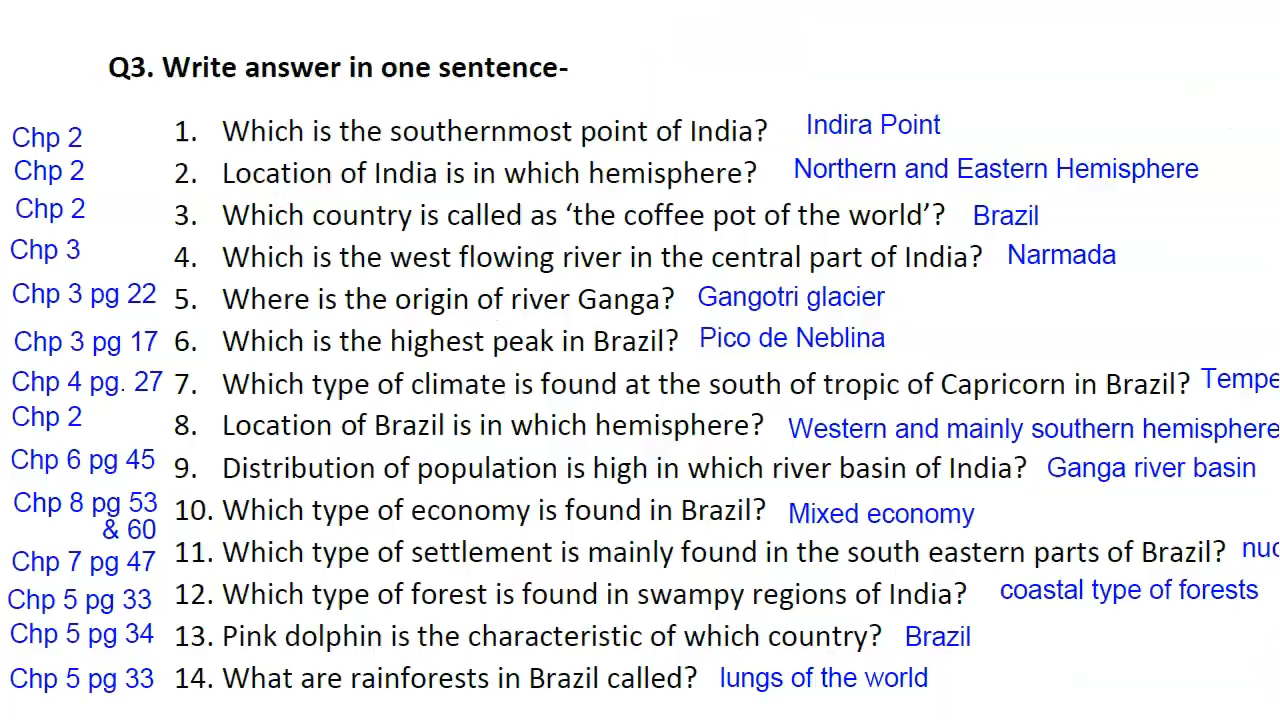 Q3. Write answer in one sentence-
Chp 2 1. Which is the southernmost point of India? Indira Point
Chp 2 2. Location of India is in which hemisphere? Northern and Eastern Hemisphere
Chp 2 3. Which country is called as ‘the coffee pot of the world’? Brazil
Chp 3 4. Which is the west flowing river in the central part of India? Narmada
Chp 3 pg 22 5. Where is the origin of river Ganga? Gangotri glacier
Chp 3 pg 17 6. Which is the highest peak in Brazil? Pico de Neblina
Chp 4 pg. 27 7. Which type of climate is found at the south of tropic of Capricorn in Brazil? Tempe
Chp 2 8. Location of Brazil is in which hemisphere? Western and mainly southern hemisphere
Chp 6 pg 45 9. Distribution of population is high in which river basin of India? Ganga river basin
Chp 8 pg 53 10. Which type of economy is found in Brazil? Mixed economy
& 60
Chp 7 pg 47 11. Which type of settlement is mainly found in the south eastern parts of Brazil? nuc
Chp 5 pg 33 12. Which type of forest is found in swampy regions of India? coastal type of forests
Chp 5 pg 34 13. Pink dolphin is the characteristic of which country? Brazil
Chp 5 pg 33 14. What are rainforests in Brazil called? lungs of the world